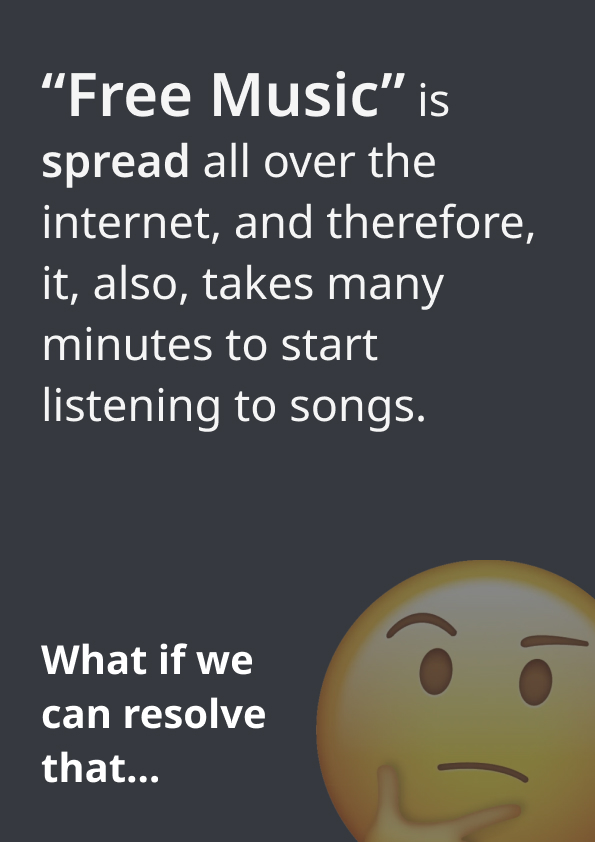 “Free Music” is
spread all over the
internet, and therefore,
it, also, takes many
minutes to start
listening to songs.
What if we
can resolve
that...